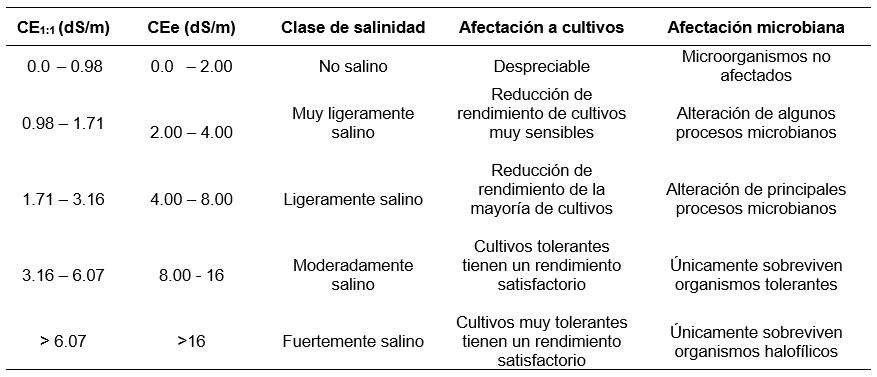 CE1:1 (dS/m) CEe (dS/m) Clase de salinidad Afectación a cultivos Afectación microbiana
0.0 – 0.98 0.0 – 2.00 No salino Despreciable Microorganismos no
afectados
0.98 – 1.71 2.00 – 4.00 Muy ligeramente
salino
Reducción de
rendimiento de cultivos
muy sensibles
Alteración de algunos
procesos microbianos
1.71 – 3.16 4.00 – 8.00 Ligeramente salino
Reducción de
rendimiento de la
mayoría de cultivos
Alteración de principales
procesos microbianos
3.16 – 6.07 8.00 - 16 Moderadamente
salino
Cultivos tolerantes
tienen un rendimiento
satisfactorio
Únicamente sobreviven
organismos tolerantes
> 6.07 >16 Fuertemente salino
Cultivos muy tolerantes
tienen un rendimiento
satisfactorio
Únicamente sobreviven
organismos halofílicos